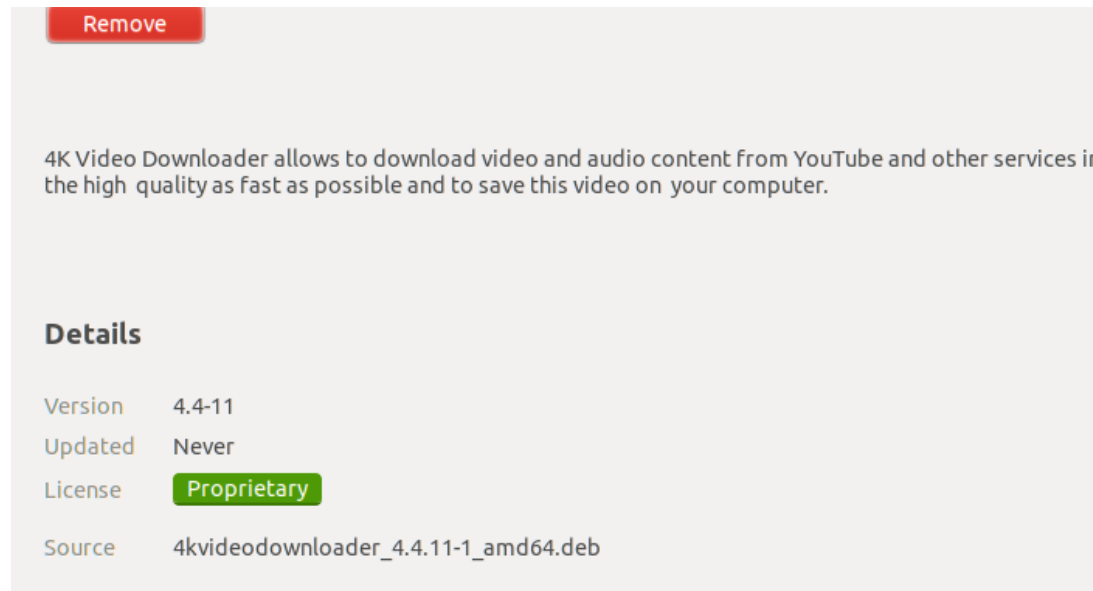 Remove
4K Video Downloader allows to download video and audio content from YouTube and other services
the high quality as fast as possible and to save this video on your computer.
Details
Version 4.4-11
Updated Never
License Proprietary
Source 4kvideodownloader_4.4.11-1_amd64.deb